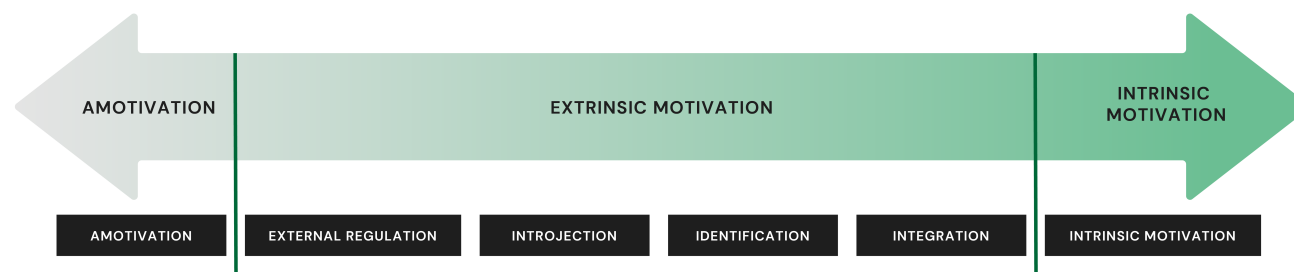 AMOTIVATION
EXTRINSIC MOTIVATION
INTRINSIC
MOTIVATION
AMOTIVATION
EXTERNAL REGULATION
INTROJECTION
IDENTIFICATION
INTEGRATION
INTRINSIC MOTIVATION